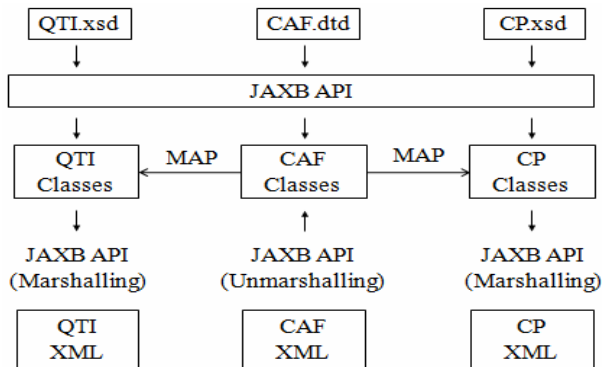 QTI.xsd
CAF.dtd
CP.xsd
JAXB API
QTI
Classes
MAP
CAF
Classes
MAP
CP
Classes
JAXB API
(Marshalling)
JAXB API
(Unmarshalling)
JAXB API
(Marshalling)
QTI
XML
CAF
XML
CP
XML